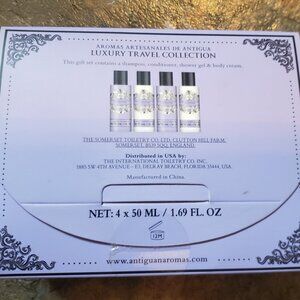 AROMAS ARTESANALES DE ANTIGUA
LUXURY TRAVEL COLLECTION
This gift set contains a shampoo, conditioner, shower gel & body cream.
THE SOMERSET TOILETRY CO. LTD, CLUTTON HILL FARM,
SOMERSET, BS39 5QQ, ENGLAND.
Distributed in USA by:
THE INTERNATIONAL TOILETRY CO. INC.
1885 SW 4TH AVENUE – E3, DELRAY BEACH, FLORIDA 33444, USA.
Manufactured in China.
NET: 4 x 50 ML / 1.69 FL. OZ
12M
www.antiguanaromas.com